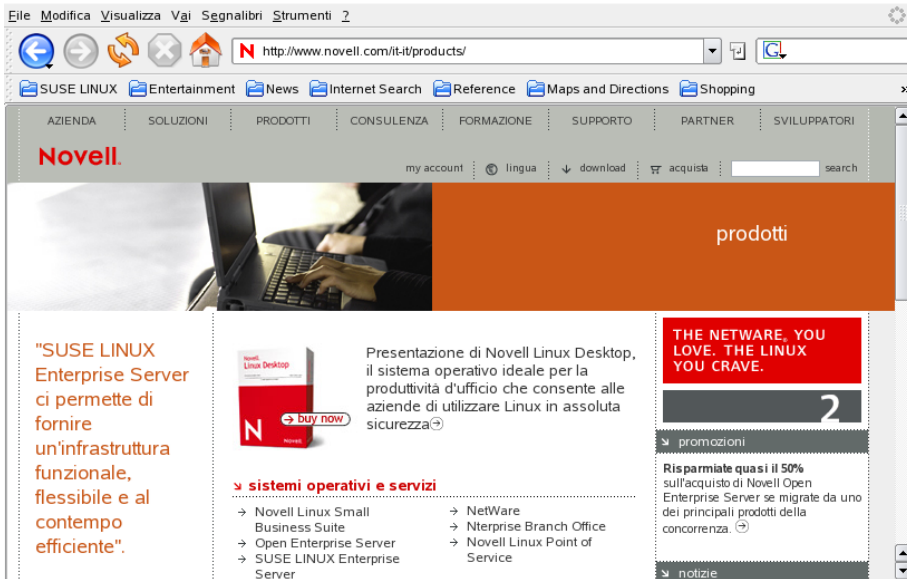 File Modifica Visualizza Vai Segnalibri Strumenti ?
N http://www.novell.com/it-it/products/ G
SUSE LINUX Entertainment News Internet Search Reference Maps and Directions Shopping »
AZIENDA SOLUZIONI PRODOTTI CONSULENZA FORMAZIONE SUPPORTO PARTNER SVILUPPATORI
Novell.
my account lingua download acquista search
prodotti
"SUSE LINUX
Enterprise Server
ci permette di
fornire
un'infrastruttura
funzionale,
flessibile e al
contempo
efficiente".
Novell.
Linux Desktop
buy now
N
Novell.
Presentazione di Novell Linux Desktop,
il sistema operativo ideale per la
produttività d'ufficio che consente alle
aziende di utilizzare Linux in assoluta
sicurezza
sistemi operativi e servizi
→ Novell Linux Small
Business Suite
→ Open Enterprise Server
→ SUSE LINUX Enterprise
Server
→ NetWare
→ Nterprise Branch Office
→ Novell Linux Point of
Service
THE NETWARE® YOU
LOVE. THE LINUX
YOU CRAVE.
2
promozioni
Risparmiate quasi il 50%
sull'acquisto di Novell Open
Enterprise Server se migrate da uno
dei principali prodotti della
concorrenza.
notizie